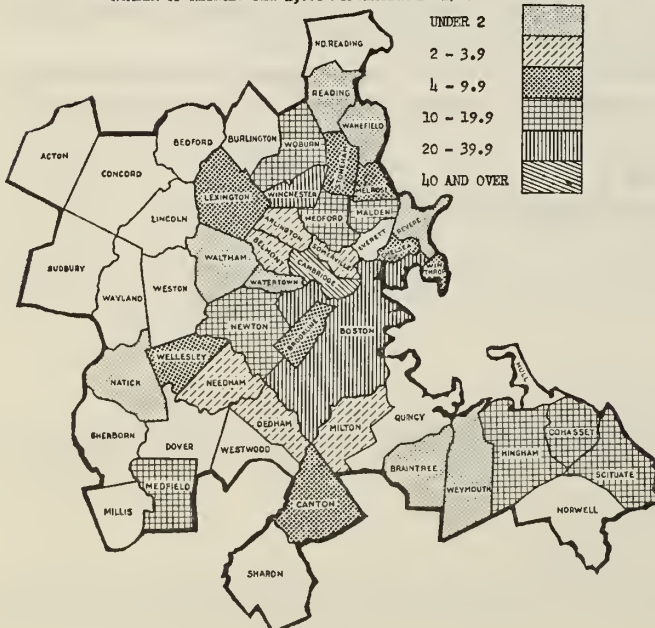 UNDER 2
2 - 3.9
4 - 9.9
10 - 19.9
20 - 39.9
40 AND OVER
NO. READING
READING
WAKEFIELD
BURLINGTON
BEDFORD
WOBURN
ACTON
CONCORD
LEXINGTON
WINCHESTER
MELROSE
MEDFORD
MALDEN
LINCOLN
ARLINGTON
EVERETT
REVERE
BELMONT
SOMERVILLE
WALTHAM
CAMBRIDGE
WIN
THROP
SUDBURY
WAYLAND
WESTON
WATERTOWN
NEWTON
BOSTON
WELLESLEY
NATICK
NEEDHAM
HULL
DEDHAM
MILTON
QUINCY
SHERBORN
DOVER
WESTWOOD
COHASSET
HINGHAM
SCITUATE
BRAINTREE
WEYMOUTH
MEDFIELD
MILLIS
CANTON
NORWELL
SHARON